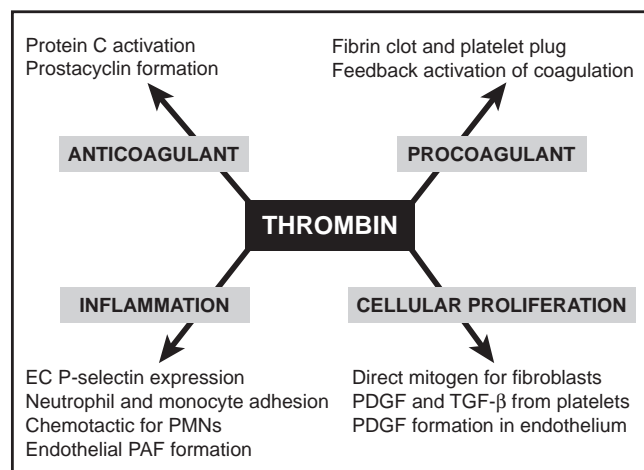 Protein C activation
Prostacyclin formation
Fibrin clot and platelet plug
Feedback activation of coagulation
ANTICOAGULANT
PROCOAGULANT
THROMBIN
INFLAMMATION
CELLULAR PROLIFERATION
EC P-selectin expression
Neutrophil and monocyte adhesion
Chemotactic for PMNs
Endothelial PAF formation
Direct mitogen for fibroblasts
PDGF and TGF-β from platelets
PDGF formation in endothelium